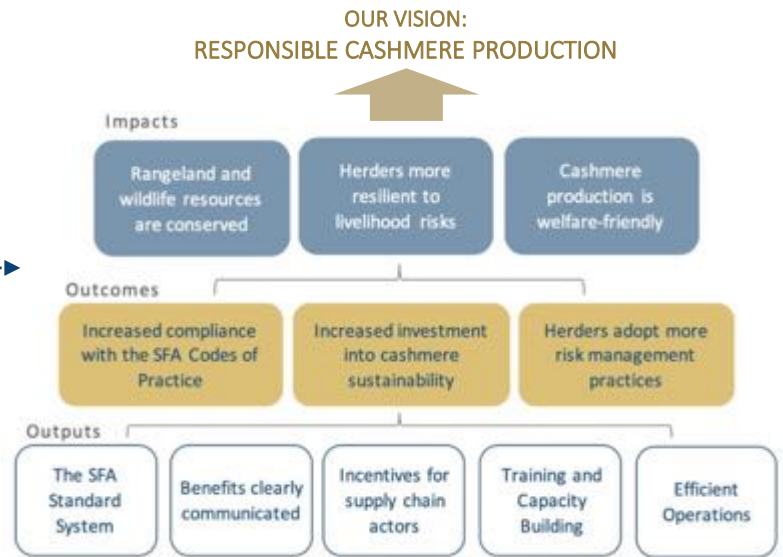 OUR VISION:
RESPONSIBLE CASHMERE PRODUCTION
Impacts
Rangeland and
wildlife resources
are conserved
Herders more
resilient to
livelihood risks
Cashmere
production is
welfare-friendly
Outcomes
Increased compliance
with the SFA Codes of
Practice
Increased investment
into cashmere
sustainability
Herders adopt more
risk management
practices
Outputs
The SFA
Standard
System
Benefits clearly
communicated
Incentives for
supply chain
actors
Training and
Capacity
Building
Efficient
Operations